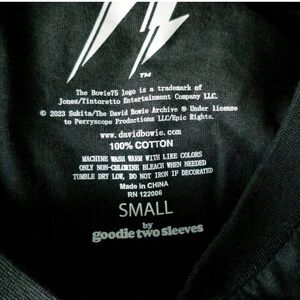 TM
The Bowie75 logo is a trademark of
Jones/Tintoretto Entertainment Company LLC.
© 2023 Sukita/The David Bowie Archive ® Under license
to Perryscope Productions LLC/Epic Rights.
www.davidbowie.com
100% COTTON
MACHINE WASH WARM WITH LIKE COLORS
ONLY NON-CHLORINE BLEACH WHEN NEEDED
TUMBLE DRY LOW, DO NOT IRON IF DECORATED
Made in CHINA
RN 122006
SMALL
by
goodie two sleeves